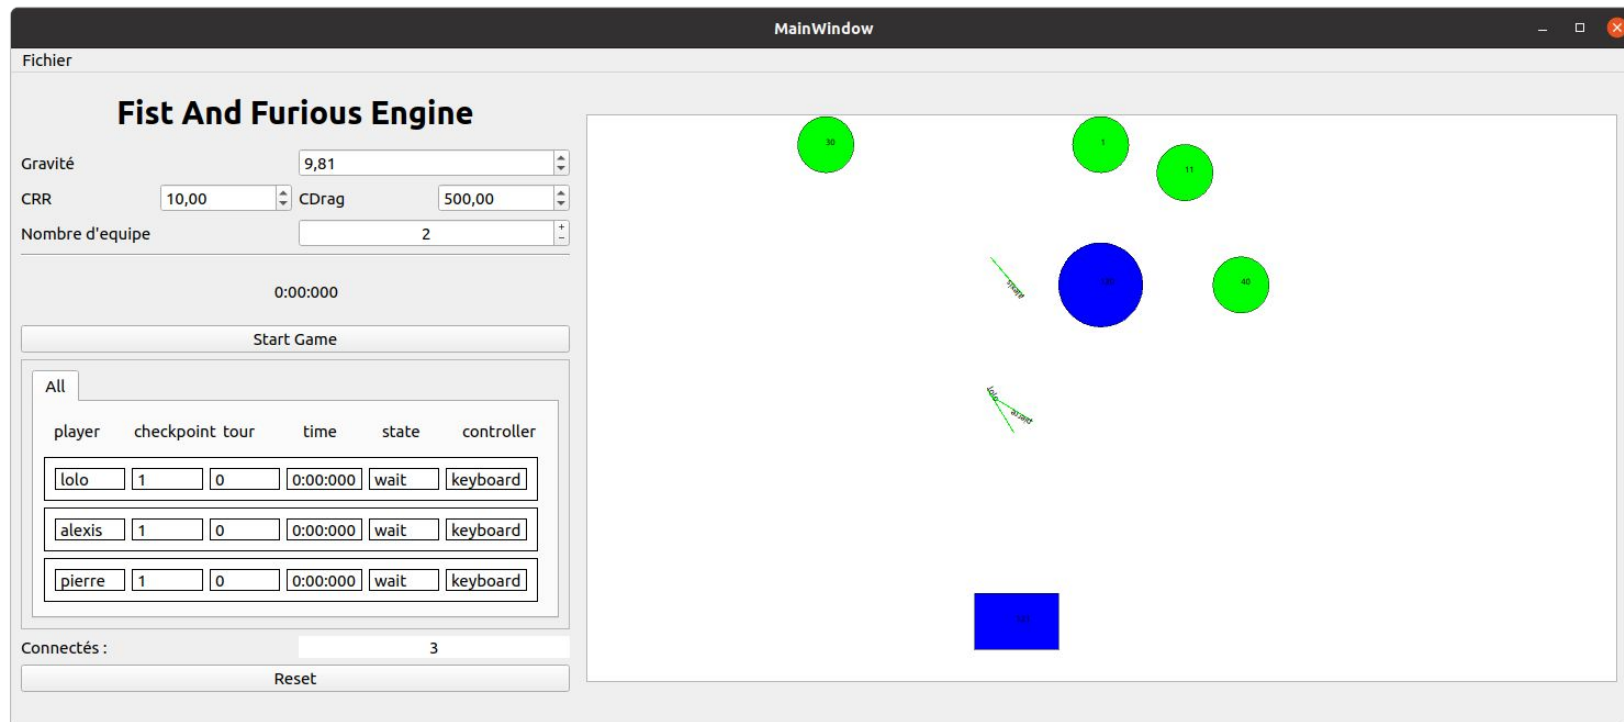 MainWindow
Fichier
Fist And Furious Engine
Gravité 9,81
CRR 10,00 CDrag 500,00
Nombre d'equipe 2
0:00:000
Start Game
All
player checkpoint tour time state controller
lolo 1 0 0:00:000 wait keyboard
alexis 1 0 0:00:000 wait keyboard
pierre 1 0 0:00:000 wait keyboard
Connectés : 3
Reset
30
1
11
40
alexis
lolo
pierre